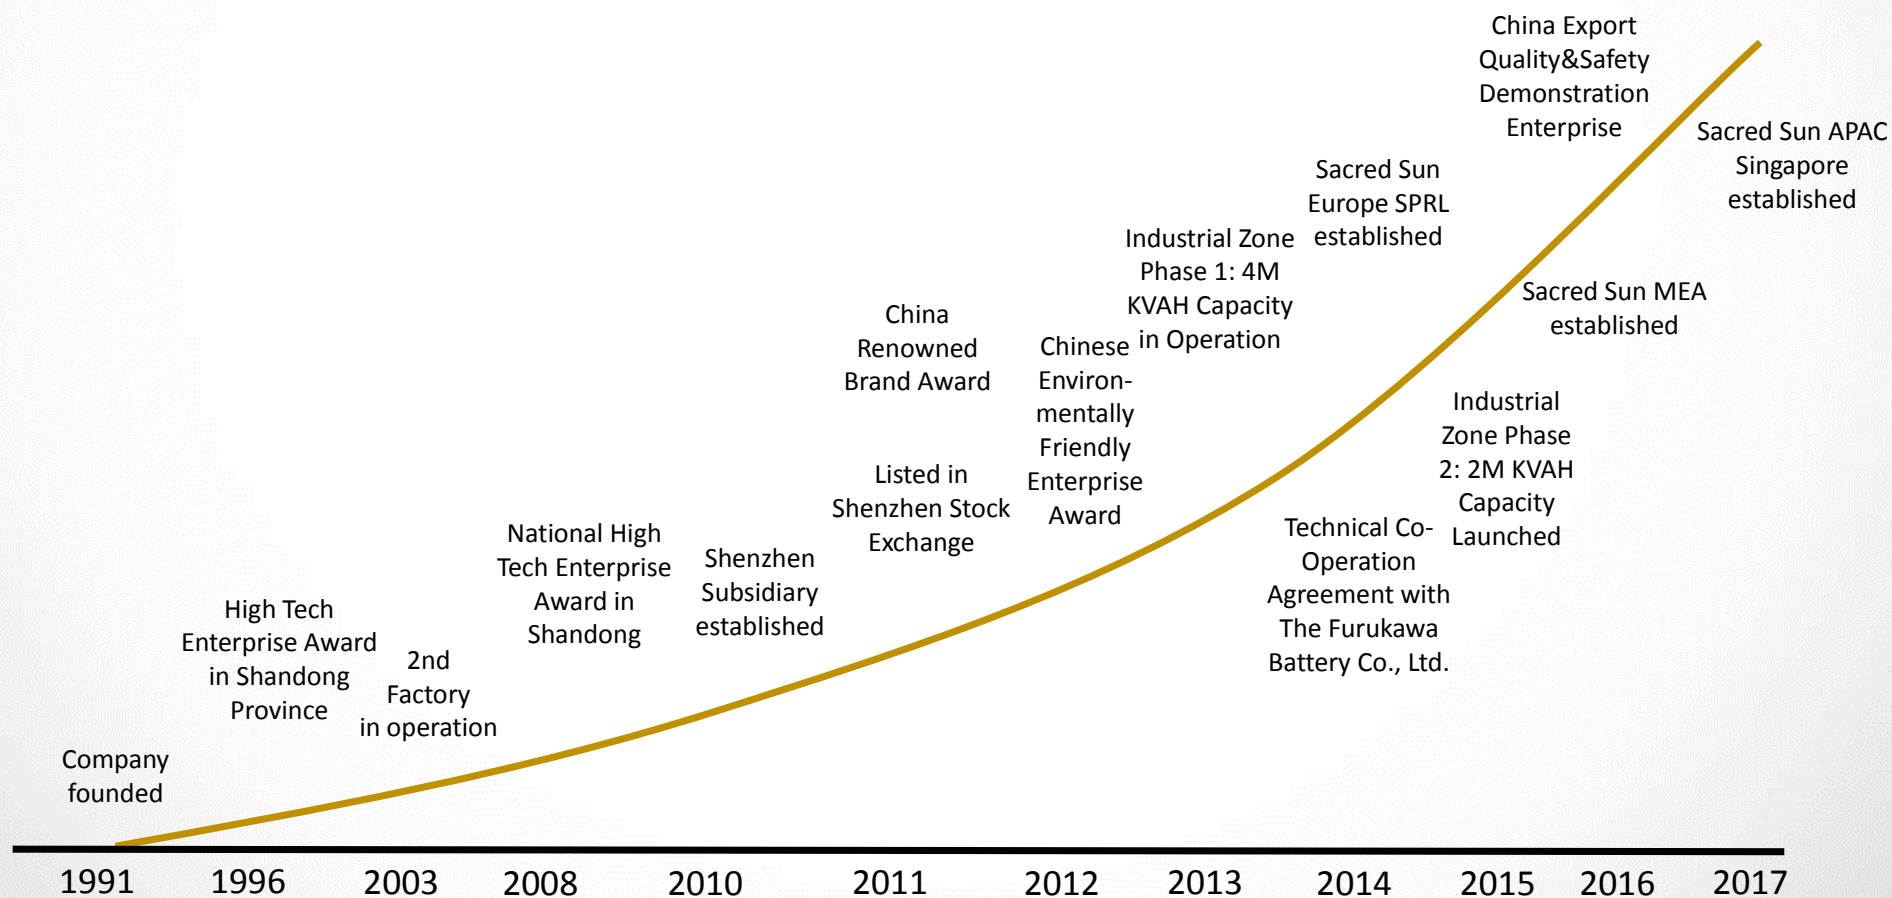 Company
founded
High Tech
Enterprise Award
in Shandong
Province
2nd
Factory
in operation
National High
Tech Enterprise
Award in
Shandong
Shenzhen
Subsidiary
established
China
Renowned
Brand Award
Listed in
Shenzhen Stock
Exchange
Chinese
Environ-
mentally
Friendly
Enterprise
Award
Industrial Zone
Phase 1: 4M
KVAH Capacity
in Operation
Sacred Sun
Europe SPRL
established
Technical Co-
Operation
Agreement with
The Furukawa
Battery Co., Ltd.
China Export
Quality&Safety
Demonstration
Enterprise
Industrial
Zone Phase
2: 2M KVAH
Capacity
Launched
Sacred Sun MEA
established
Sacred Sun APAC
Singapore
established
1991 1996 2003 2008 2010 2011 2012 2013 2014 2015 2016 2017